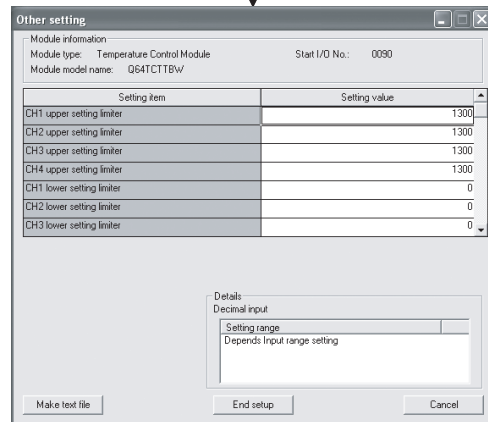 Other setting
Module information
Module type: Temperature Control Module Start I/O No.: 0090
Module model name: Q64TCTTBW
Setting item Setting value
CH1 upper setting limiter 1300
CH2 upper setting limiter 1300
CH3 upper setting limiter 1300
CH4 upper setting limiter 1300
CH1 lower setting limiter 0
CH2 lower setting limiter 0
CH3 lower setting limiter 0
Details
Decimal input
Setting range
Depends Input range setting
Make text file End setup Cancel